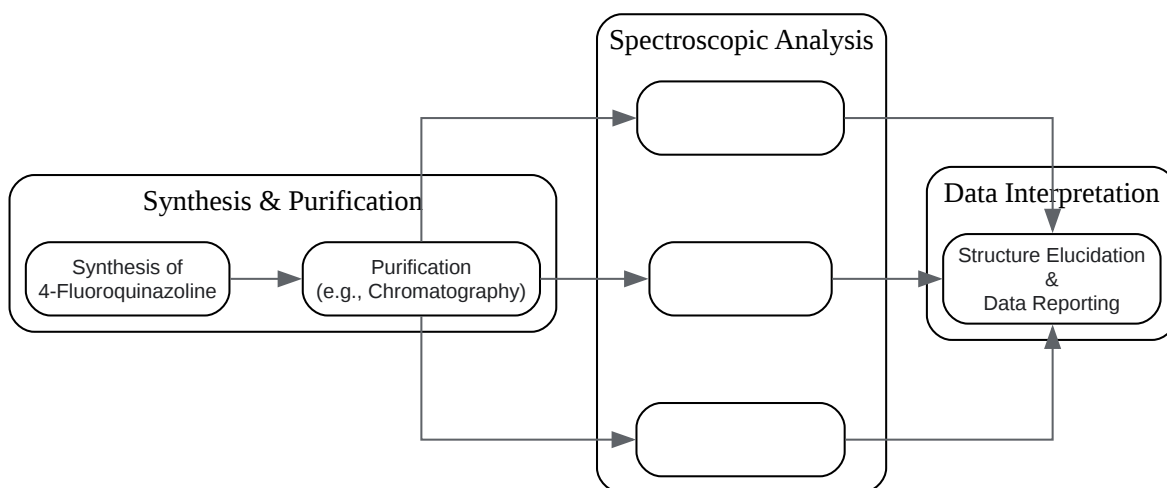 Spectroscopic Analysis
Synthesis & Purification
Synthesis of
4-Fluoroquinazoline
Purification
(e.g., Chromatography)
Data Interpretation
Structure Elucidation
&
Data Reporting